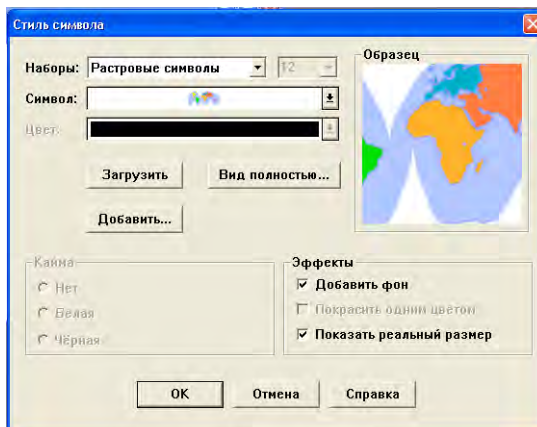 Стиль символа
Образец
Наборы: Растровые символы 12
Символ:
Цвет:
Загрузить Вид полностью...
Добавить...
Кайма
Нет
Белая
Чёрная
Эффекты
Добавить фон
Покрасить одним цветом
Показать реальный размер
OK Отмена Справка